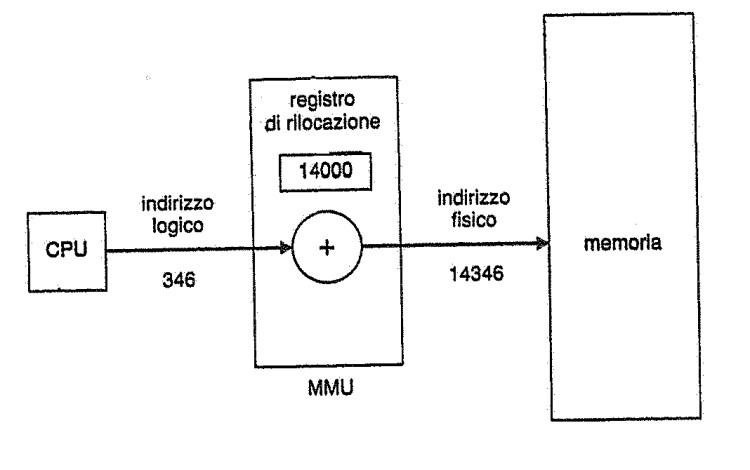 registro
di rilocazione
14000
indirizzo
logico
CPU
346
+
indirizzo
fisico
14346
memoria
MMU